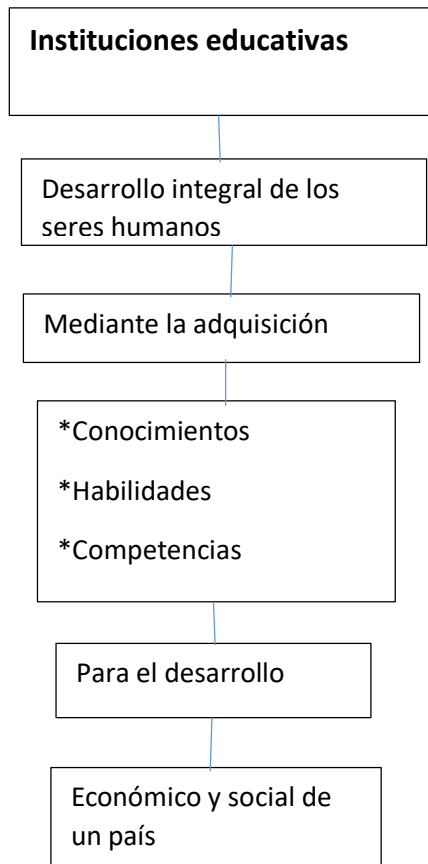 Instituciones educativas
Desarrollo integral de los
seres humanos
Mediante la adquisición
*Conocimientos
*Habilidades
*Competencias
Para el desarrollo
Económico y social de
un país